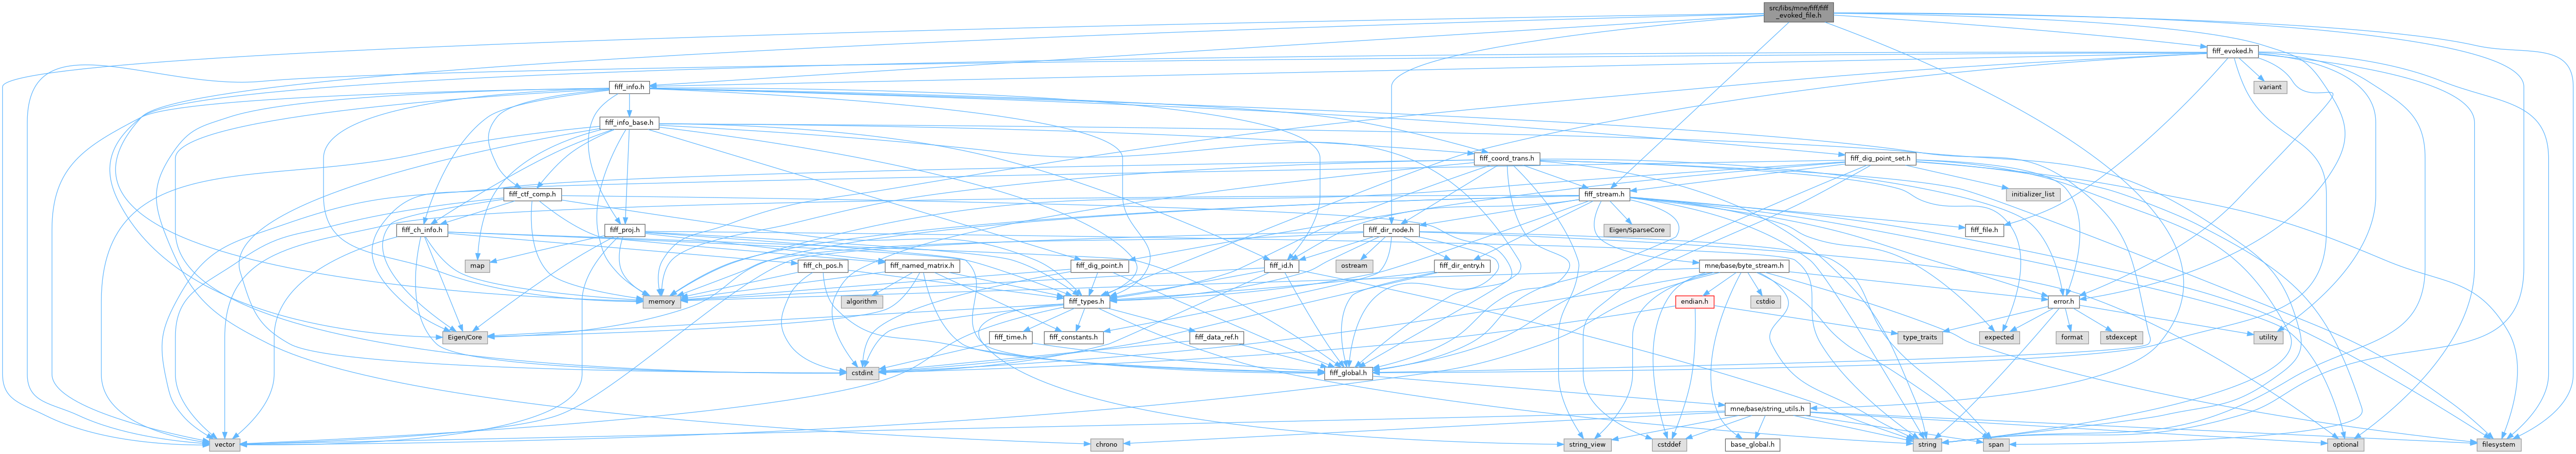 src/libs/mne/fiff/fiff
_evoked_file.h
fiff_evoked.h
fiff_info.h
variant
fiff_info_base.h
fiff_coord_trans.h
fiff_dig_point_set.h
fiff_ctf_comp.h
fiff_stream.h
initializer_list
fiff_ch_info.h
fiff_proj.h
fiff_dir_node.h
Eigen/SparseCore
fiff_file.h
map
fiff_ch_pos.h
fiff_named_matrix.h
fiff_dig_point.h
fiff_id.h
ostream
fiff_dir_entry.h
mne/base/byte_stream.h
memory
algorithm
fiff_types.h
endian.h
cstdio
error.h
Eigen/Core
fiff_time.h
fiff_constants.h
fiff_data_ref.h
type_traits
expected
format
stdexcept
utility
cstdint
fiff_global.h
mne/base/string_utils.h
vector
chrono
string_view
cstddef
base_global.h
string
span
optional
filesystem